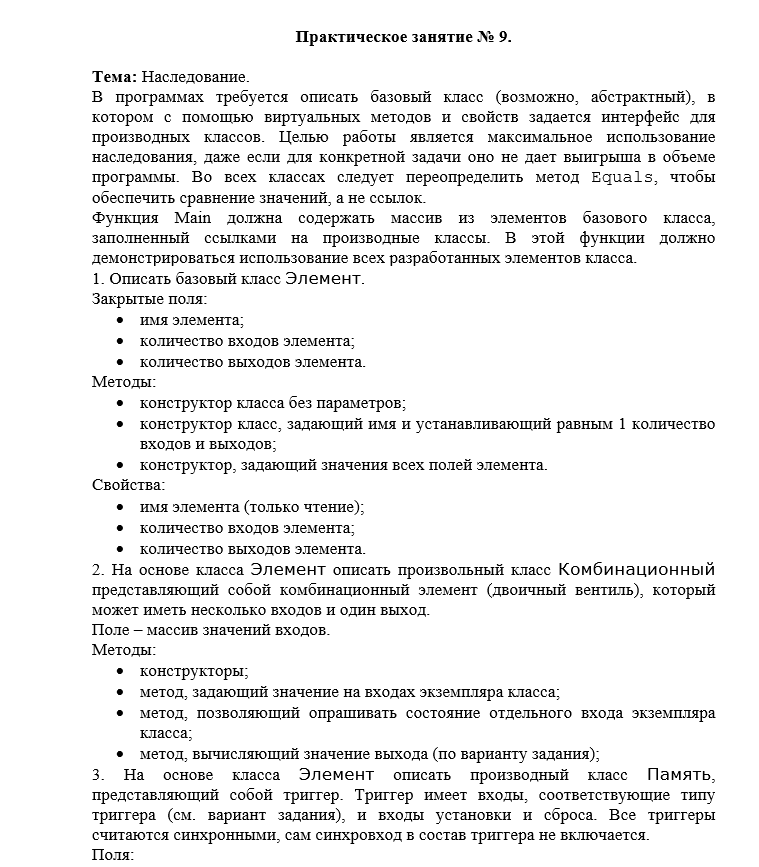 Практическое занятие № 9.
Тема: Наследование.
В программах требуется описать базовый класс (возможно, абстрактный), в
котором с помощью виртуальных методов и свойств задается интерфейс для
производных классов. Целью работы является максимальное использование
наследования, даже если для конкретной задачи оно не дает выигрыша в объеме
программы. Во всех классах следует переопределить метод Equals, чтобы
обеспечить сравнение значений, а не ссылок.
Функция Main должна содержать массив из элементов базового класса,
заполненный ссылками на производные классы. В этой функции должно
демонстрироваться использование всех разработанных элементов класса.
1. Описать базовый класс Элемент.
Закрытые поля:
• имя элемента;
• количество входов элемента;
• количество выходов элемента.
Методы:
• конструктор класса без параметров;
• конструктор класс, задающий имя и устанавливающий равным 1 количество
входов и выходов;
• конструктор, задающий значения всех полей элемента.
Свойства:
• имя элемента (только чтение);
• количество входов элемента;
• количество выходов элемента.
2. На основе класса Элемент описать произвольный класс Комбинационный
представляющий собой комбинационный элемент (двоичный вентиль), который
может иметь несколько входов и один выход.
Поле – массив значений входов.
Методы:
• конструкторы;
• метод, задающий значение на входах экземпляра класса;
• метод, позволяющий опрашивать состояние отдельного входа экземпляра
класса;
• метод, вычисляющий значение выхода (по варианту задания);
3. На основе класса Элемент описать производный класс Память,
представляющий собой триггер. Триггер имеет входы, соответствующие типу
триггера (см. вариант задания), и входы установки и сброса. Все триггеры
считаются синхронными, сам синхровход в состав триггера не включается.
Поля: